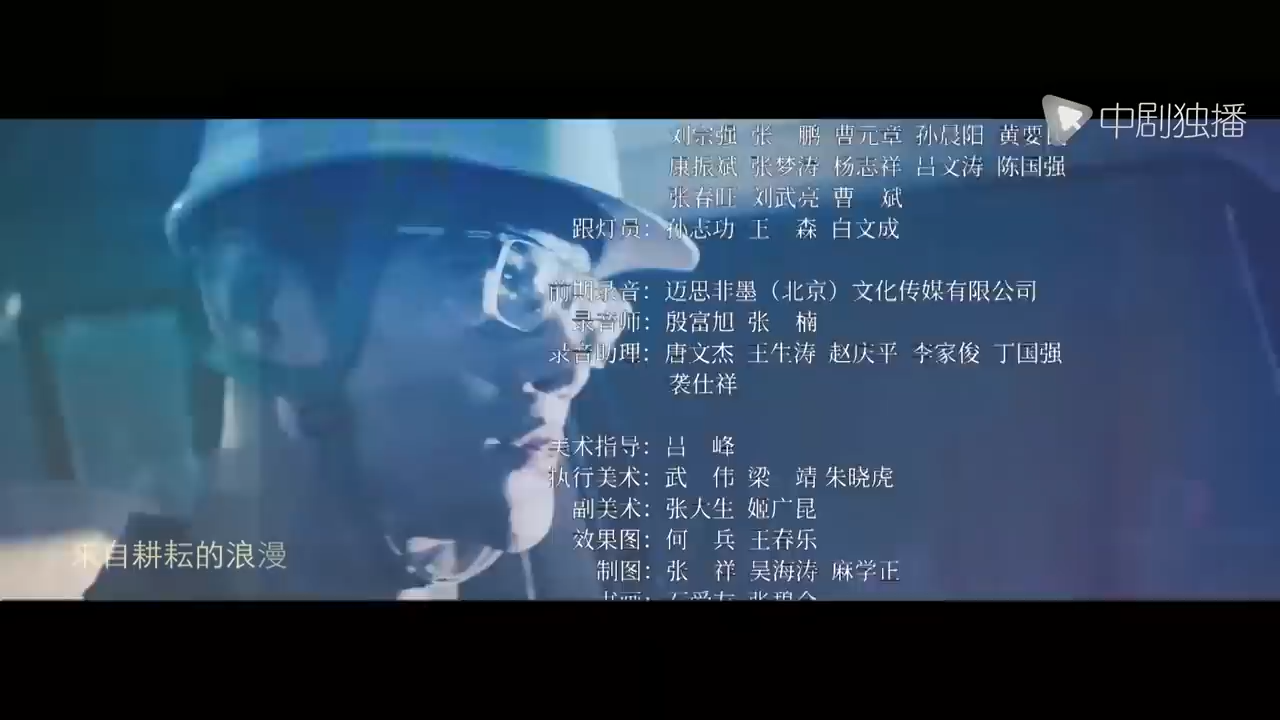 中剧独播
刘宗强 张 鹏 曹元章 孙晨阳 黄要
康振斌 张梦涛 杨志祥 吕文涛 陈国强
张春旺 刘武亮 曹 斌
跟灯员：孙志功 王 森 白文成
前期录音：迈思非墨（北京）文化传媒有限公司
录音师：殷富旭 张 楠
录音助理：唐文杰 王生涛 赵庆平 李家俊 丁国强
袭仕祥
美术指导：吕 峰
执行美术：武 伟 梁 靖 朱晓虎
副美术：张大生 姬广昆
效果图：何 兵 王春乐
制图：张 祥 吴海涛 麻学正
来自耕耘的浪漫